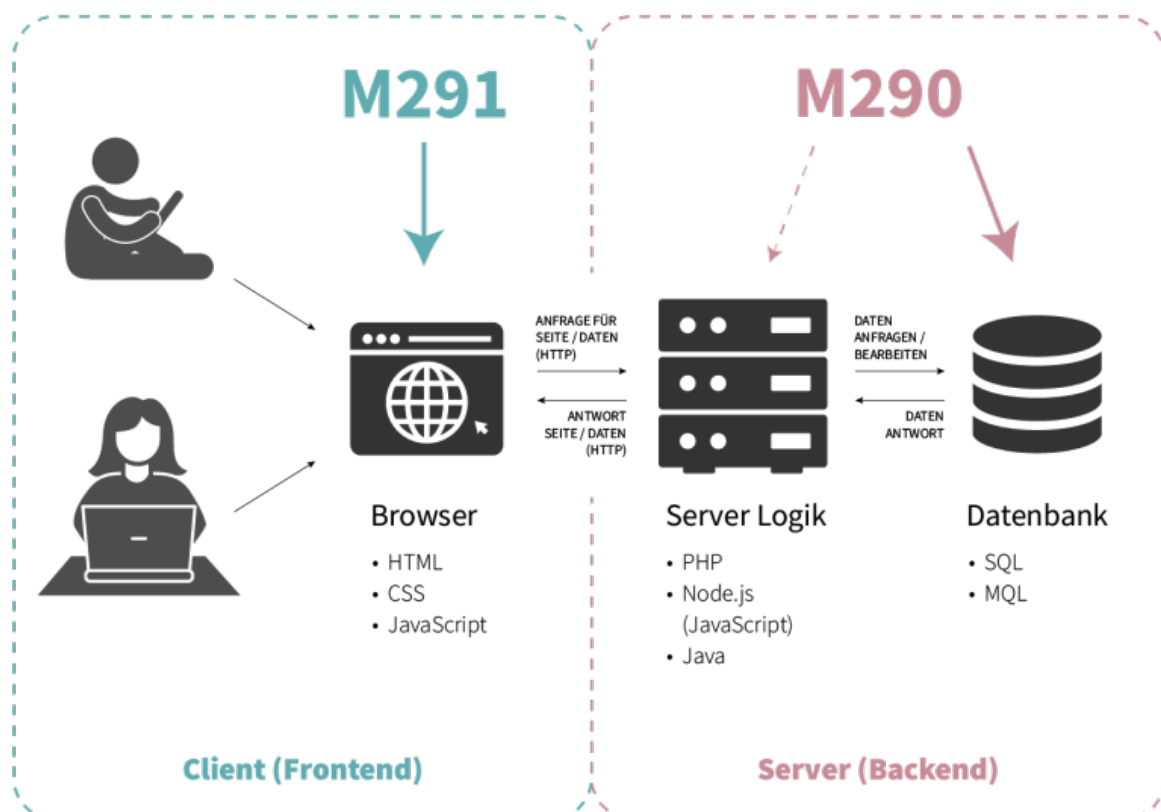 M291
M290
ANFRAGE FÜR
SEITE / DATEN
(HTTP)
ANTWORT
SEITE / DATEN
(HTTP)
DATEN
ANFRAGEN /
BEARBEITEN
DATEN
ANTWORT
Browser
• HTML
• CSS
• JavaScript
Server Logik
• PHP
• Node.js
(JavaScript)
• Java
Datenbank
• SQL
• MQL
Client (Frontend)
Server (Backend)